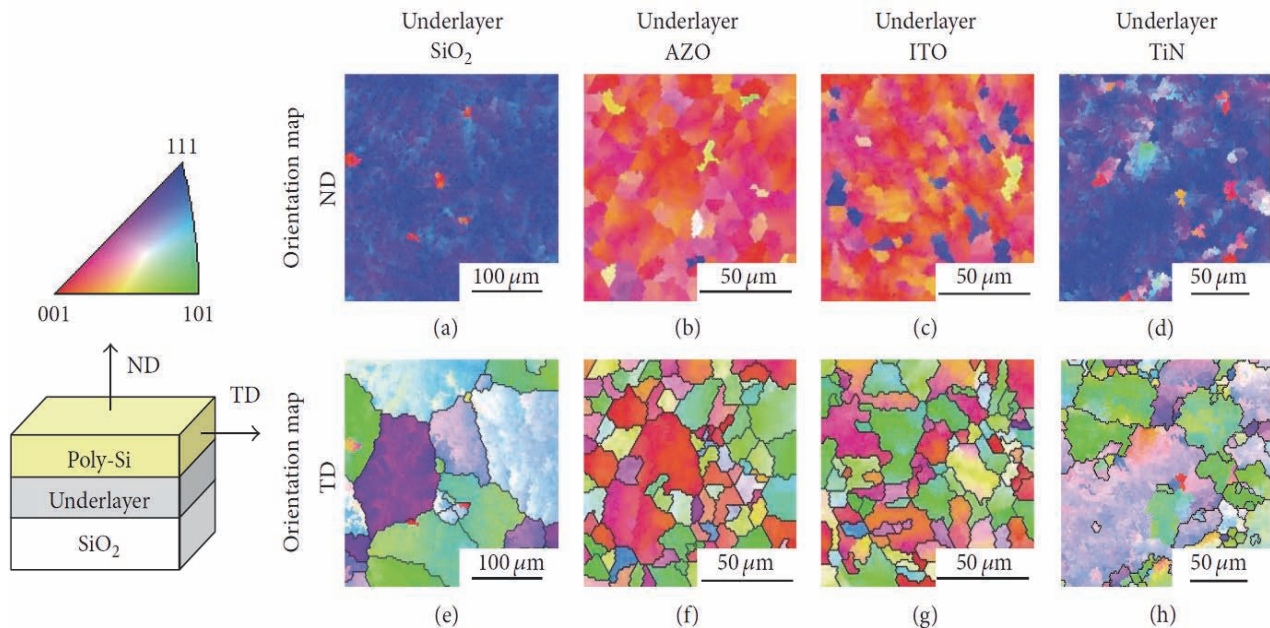 Underlayer
SiO₂
Underlayer
AZO
Underlayer
ITO
Underlayer
TiN
Orientation map
ND
111
001
101
100 μm
50 μm
50 μm
50 μm
(a)
(b)
(c)
(d)
ND
TD
Poly-Si
Underlayer
SiO₂
Orientation map
TD
100 μm
50 μm
50 μm
50 μm
(e)
(f)
(g)
(h)